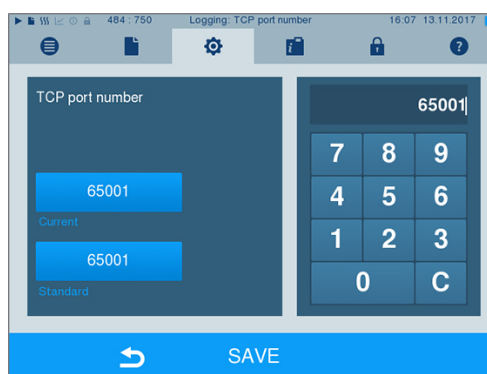 484 : 750 Logging: TCP port number 16:07 13.11.2017
i ?
TCP port number
65001
7 8 9
65001
Current
4 5 6
1 2 3
65001
Standard
0 C
SAVE